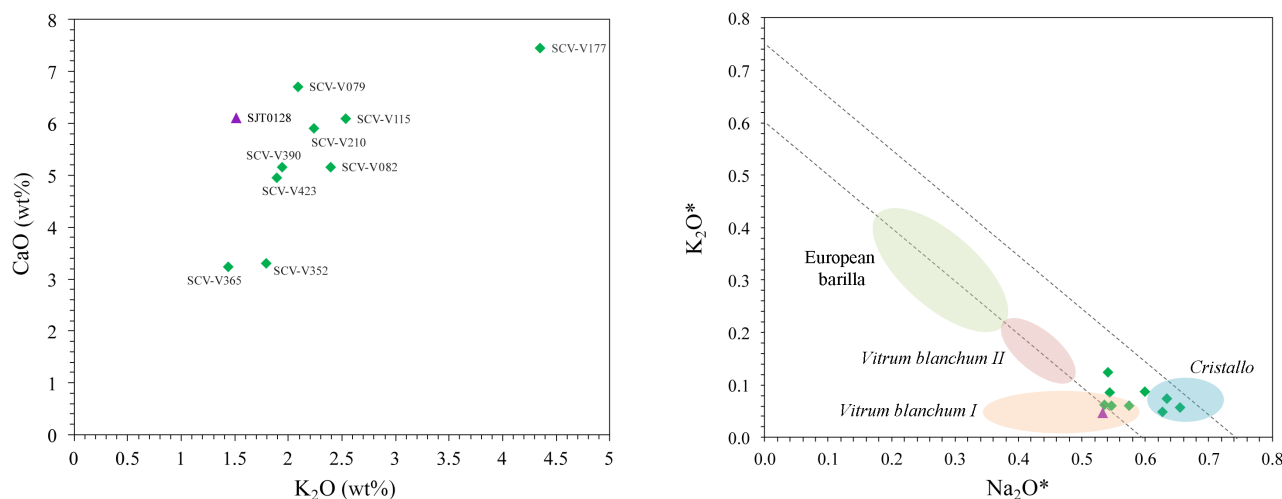 8
7
6
5
4
3
2
1
0
CaO (wt%)
SCV-V177
SCV-V079
SJT0128
SCV-V115
SCV-V210
SCV-V390
SCV-V082
SCV-V423
SCV-V352
SCV-V365
0 0.5 1 1.5 2 2.5 3 3.5 4 4.5 5
K₂O (wt%)
0.8
0.7
0.6
0.5
0.4
0.3
0.2
0.1
0.0
K₂O*
European
barilla
Vitrum blanchum II
Cristallo
Vitrum blanchum I
0.0 0.1 0.2 0.3 0.4 0.5 0.6 0.7 0.8
Na₂O*